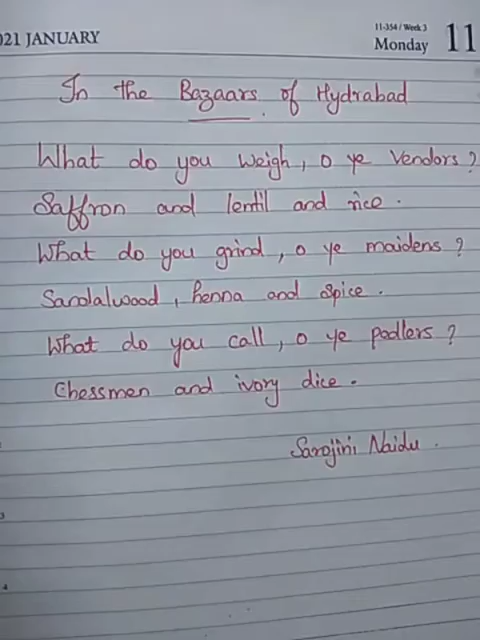 021 JANUARY
11-354 / Week 3
Monday 11
In the Bazaars of Hydrabad
What do you weigh, o ye vendors?
Saffron and lentil and rice.
What do you grind, o ye maidens?
Sandalwood, henna and spice.
What do you call, o ye pedlers?
Chessmen and ivory dice.
Sarojini Naidu.
3
4